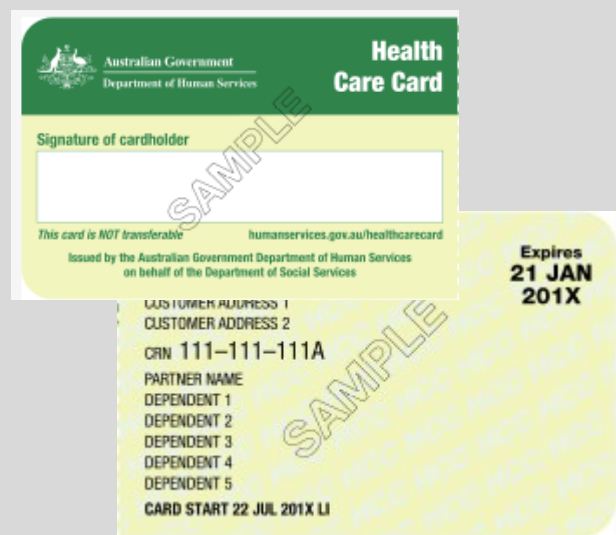 Australian Government
Department of Human Services
Health
Care Card
Signature of cardholder
SAMPLE
This card is NOT transferable
humanservices.gov.au/healthcarecard
Issued by the Australian Government Department of Human Services
on behalf of the Department of Social Services
Expires
21 JAN
201X
CUSTOMER ADDRESS 1
CUSTOMER ADDRESS 2
CRN 111–111–111A
PARTNER NAME
DEPENDENT 1
DEPENDENT 2
DEPENDENT 3
DEPENDENT 4
DEPENDENT 5
SAMPLE
CARD START 22 JUL 201X LI